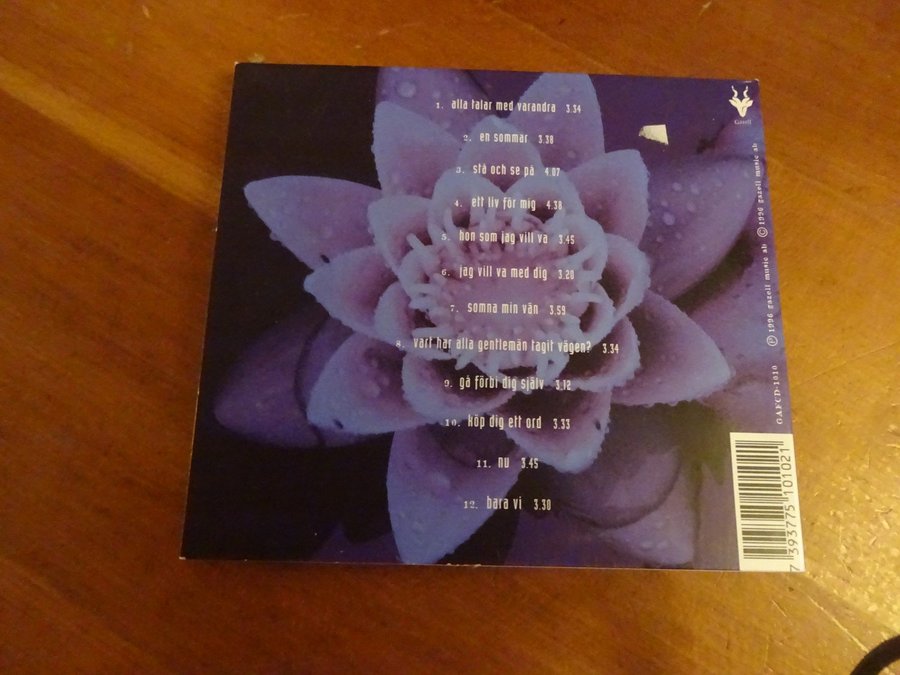 1. alla talar med varandra 3.34
2. en sommar 3.38
3. stå och se på 4.07
4. ett liv för mig 4.38
5. hon som jag vill va 3.45
6. jag vill va med dig 3.20
7. somna min vän 3.59
8. vart har alla gentlemän tagit vägen? 3.34
9. gå förbi dig själv 3.12
10. köp dig ett ord 3.33
11. nu 3.45
12. bara vi 3.30
Gazell
℗ 1996 gazell music ab © 1996 gazell music ab
GAFCD-1010
7 393775 101021